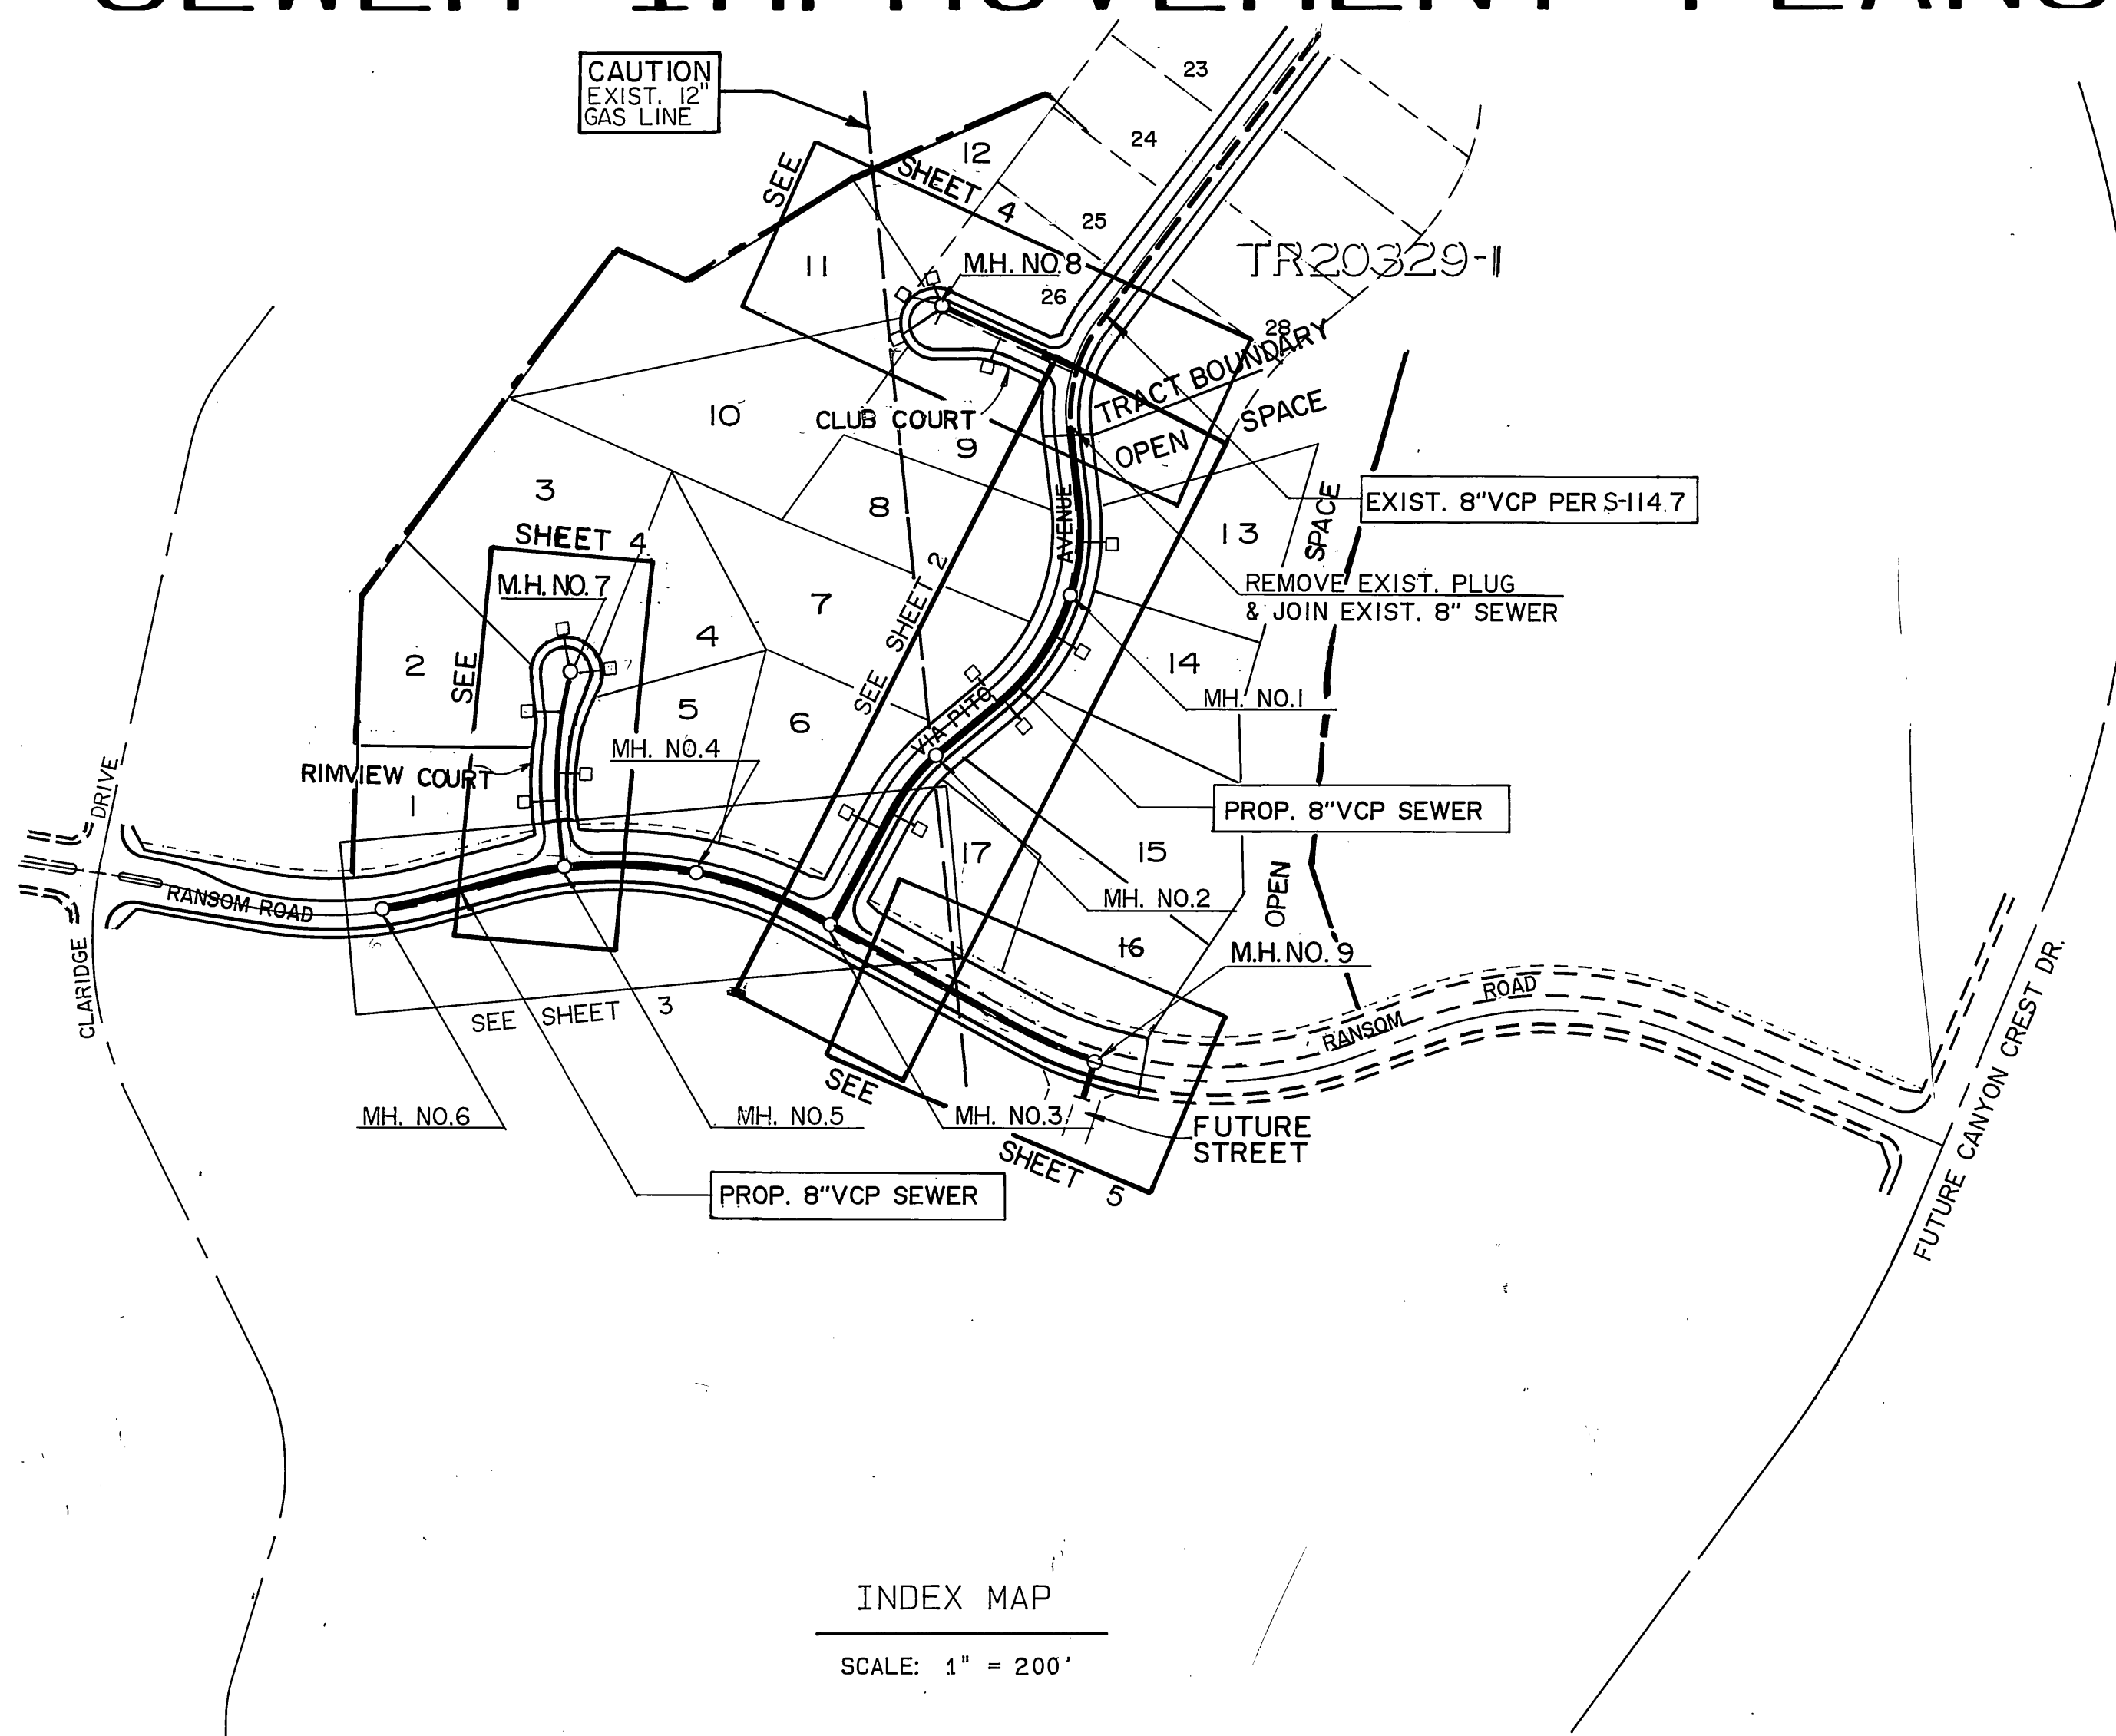 SEWER IMPROVEMENT PLANS
CAUTION
EXIST. 12"
GAS LINE
23
24
25
26
28
TR20329-1
SEE
SHEET 4
12
11
M.H. NO. 8
TRACT BOUNDARY
OPEN SPACE
CLUB COURT
10
9
8
3
SHEET 4
M.H. NO. 7
SEE
2
4
7
5
6
SEE SHEET 2
AVENUE
VIA PITO
13
SPACE
EXIST. 8"VCP PER S-114.7
REMOVE EXIST. PLUG
& JOIN EXIST. 8" SEWER
14
MH. NO.1
MH. NO.4
RIMVIEW COURT
1
PROP. 8"VCP SEWER
17
15
MH. NO.2
OPEN
16
M.H. NO. 9
DRIVE
CLARIDGE
RANSOM ROAD
SEE SHEET 3
RANSOM ROAD
FUTURE CANYON CREST DR.
SEE
SHEET 5
MH. NO.6
MH. NO.5
MH. NO.3
FUTURE
STREET
PROP. 8"VCP SEWER
INDEX MAP
SCALE: 1" = 200'